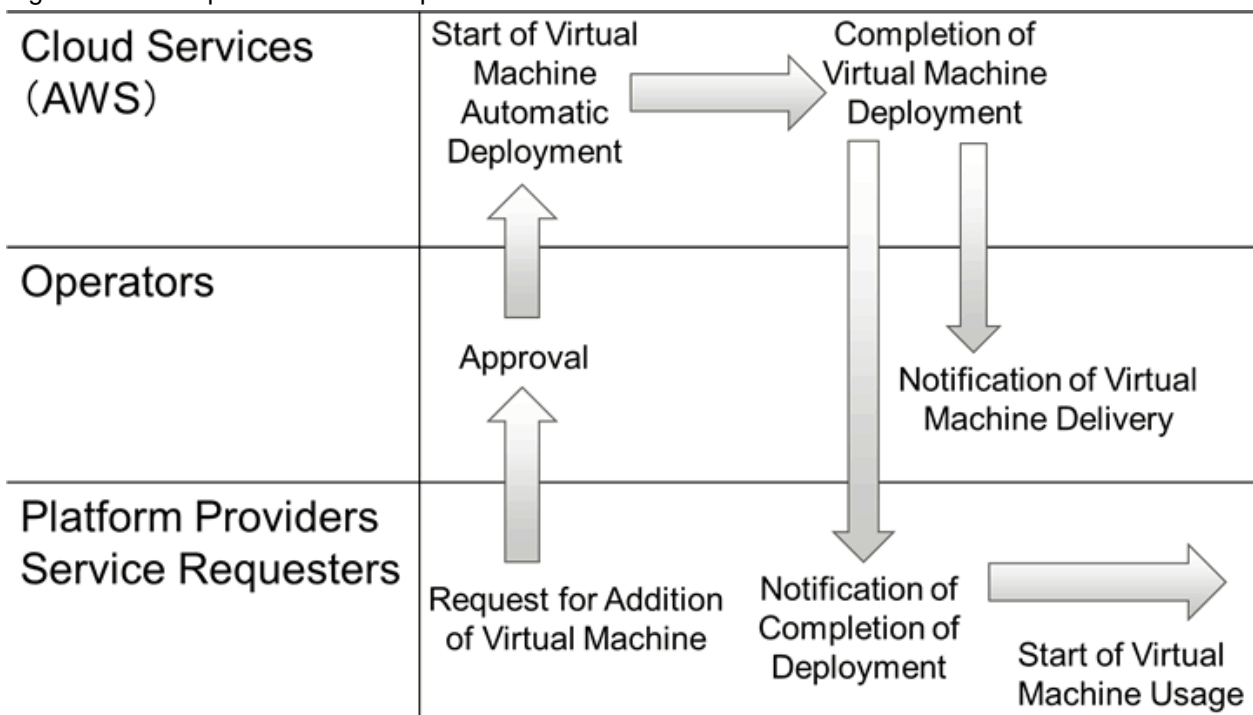 Cloud Services
（AWS）
Start of Virtual
Machine
Automatic
Deployment
Completion of
Virtual Machine
Deployment
Operators
Approval
Notification of Virtual
Machine Delivery
Platform Providers
Service Requesters
Request for Addition
of Virtual Machine
Notification of
Completion of
Deployment
Start of Virtual
Machine Usage